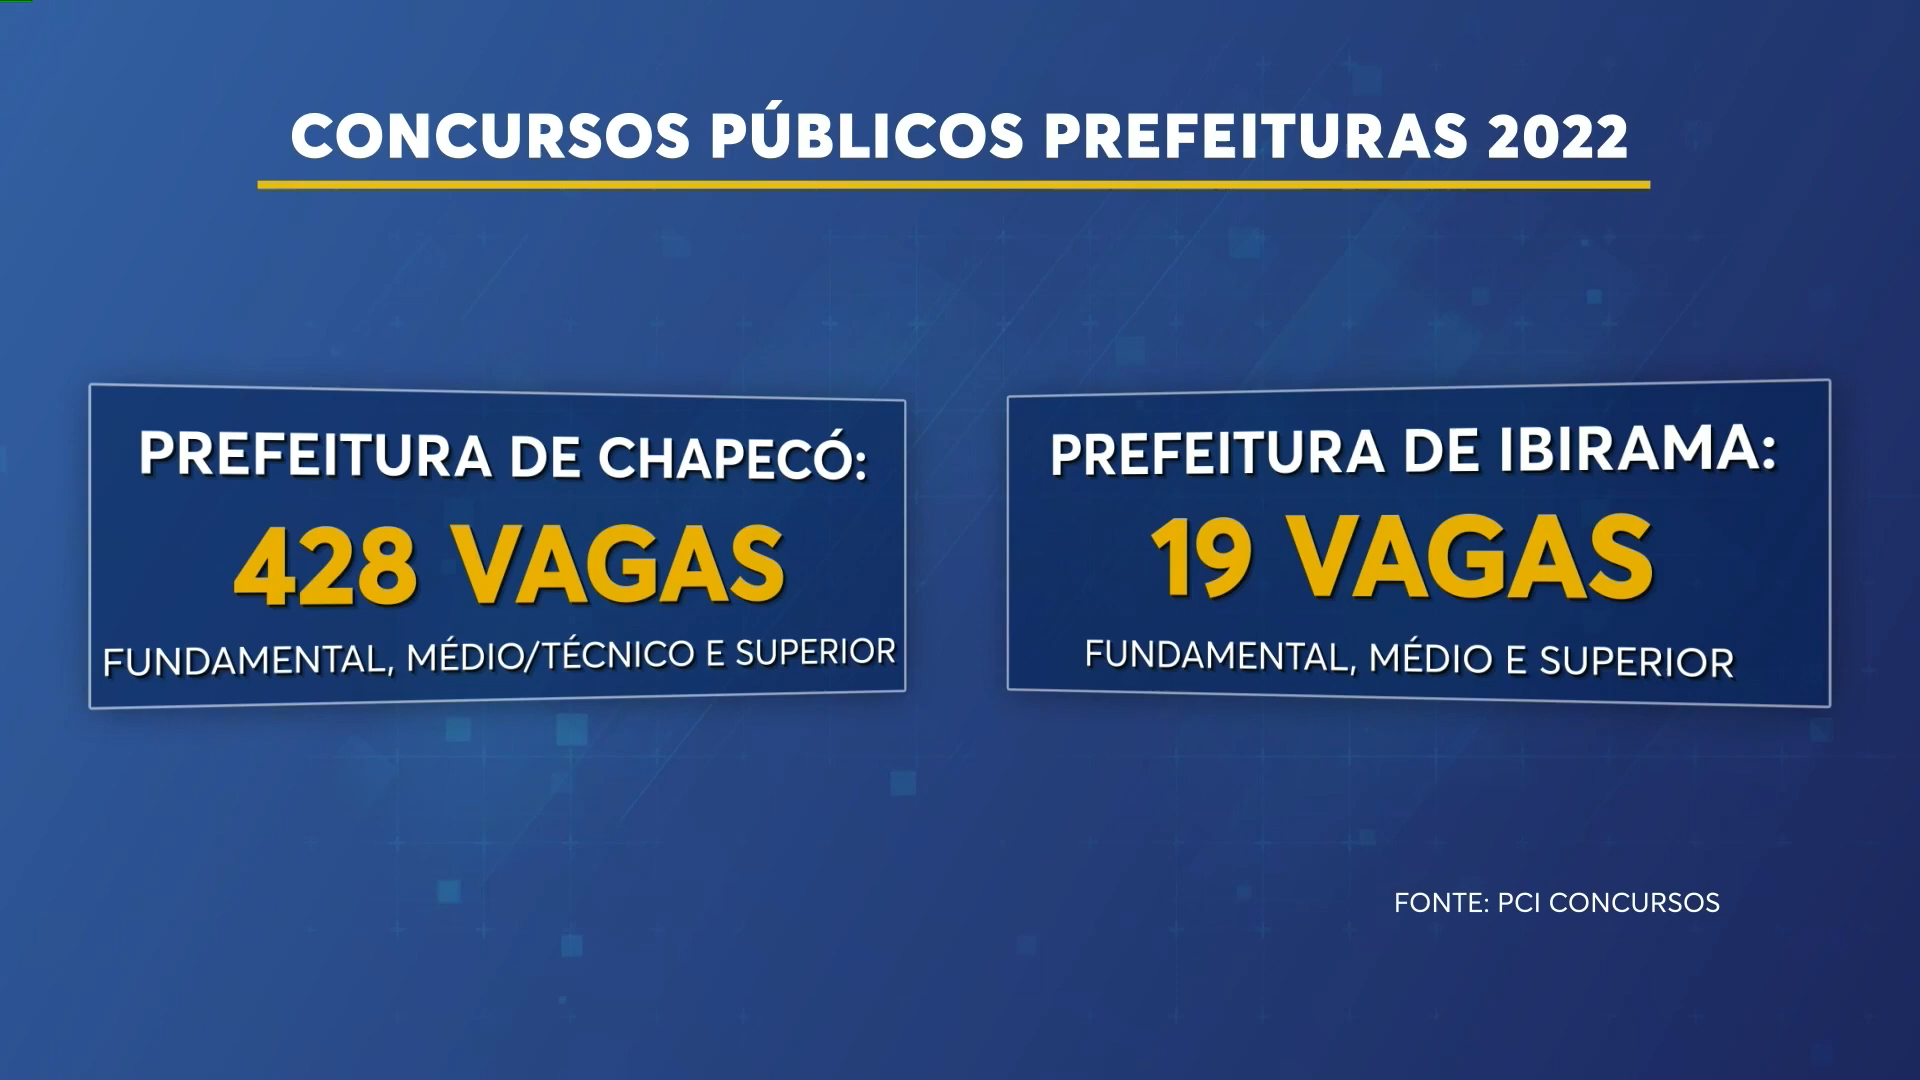 CONCURSOS PÚBLICOS PREFEITURAS 2022
PREFEITURA DE CHAPECÓ:
428 VAGAS
FUNDAMENTAL, MÉDIO/TÉCNICO E SUPERIOR
PREFEITURA DE IBIRAMA:
19 VAGAS
FUNDAMENTAL, MÉDIO E SUPERIOR
FONTE: PCI CONCURSOS